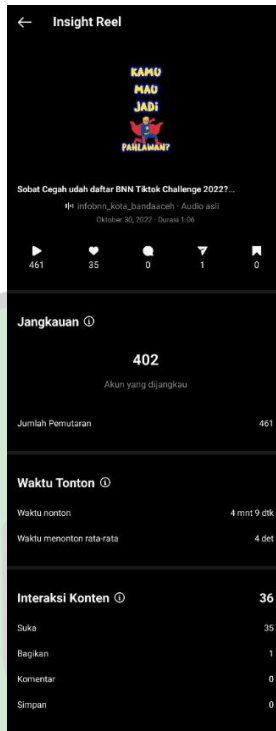 Insight Reel
KAMU
MAU
JADI
PAHLAWAN?
Sobat Cegah udah daftar BNN Tiktok Challenge 2022?...
infobnn_kota_bandaaceh · Audio asli
Oktober 30, 2022 · Durasi 1:06
461 35 0 1 0
Jangkauan
402
Akun yang dijangkau
Jumlah Pemutaran 461
Waktu Tonton
Waktu nonton 4 mnt 9 dtk
Waktu menonton rata-rata 4 det
Interaksi Konten 36
Suka 35
Bagikan 1
Komentar 0
Simpan 0